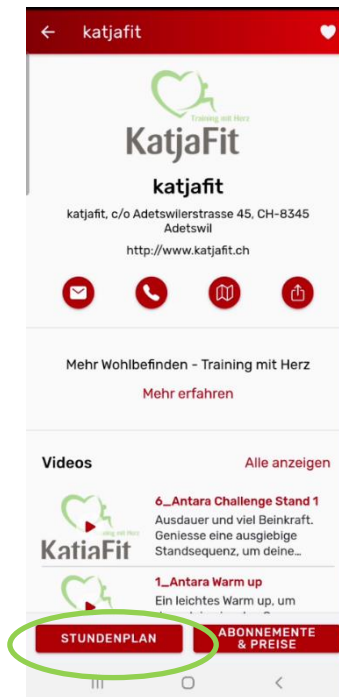 katjafit
Training mit Herz
KatjaFit
katjafit
katjafit, c/o Adetswilerstrasse 45, CH-8345
Adetswil
http://www.katjafit.ch
Mehr Wohlbefinden - Training mit Herz
Mehr erfahren
Videos
Alle anzeigen
6_Antara Challenge Stand 1
Ausdauer und viel Beinkraft.
Geniesse eine ausgiebige
Standsequenz, um deine…
KatjaFit
1_Antara Warm up
Ein leichtes Warm up, um
STUNDENPLAN
ABONNEMENTE
& PREISE